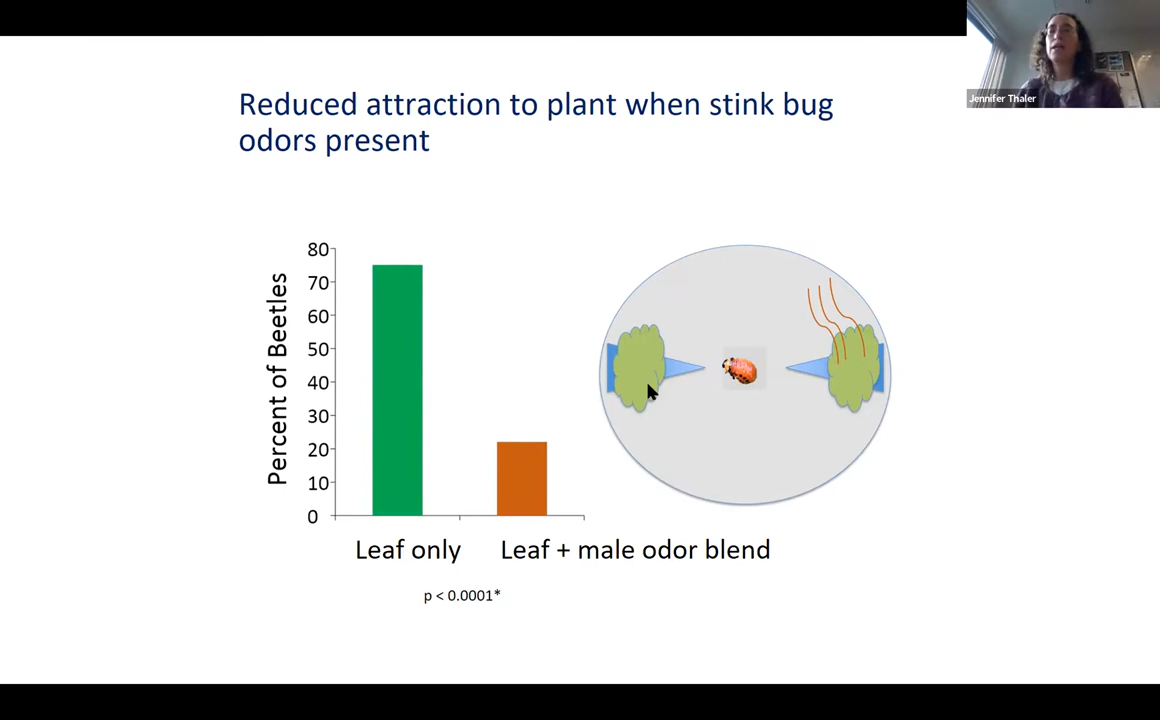 Jennifer Thaler
Reduced attraction to plant when stink bug
odors present
Percent of Beetles
80
70
60
50
40
30
20
10
0
Leaf only
Leaf + male odor blend
p < 0.0001*